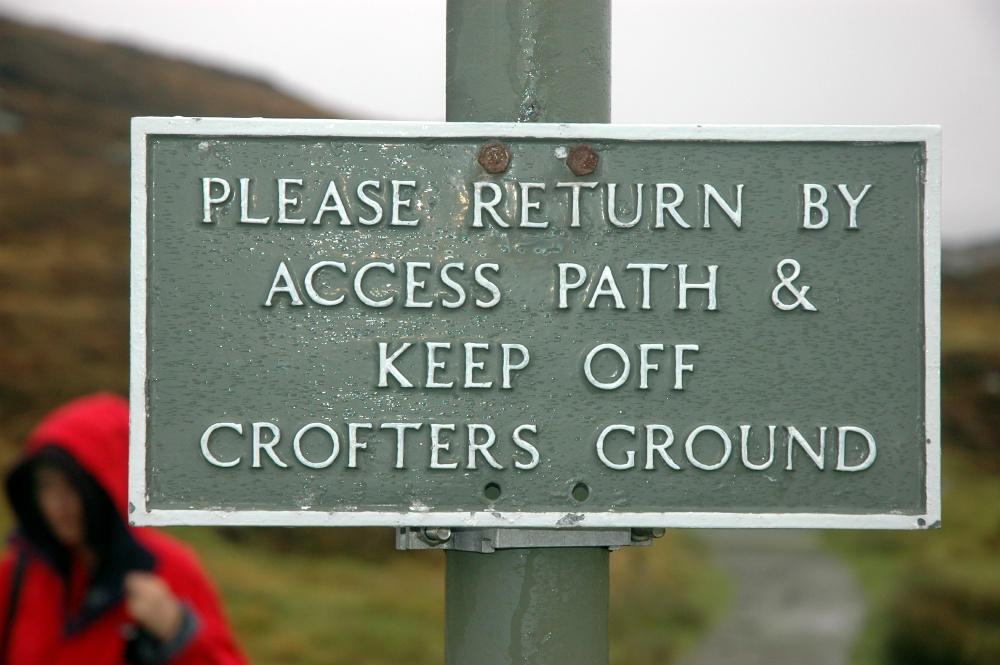 PLEASE RETURN BY
ACCESS PATH &
KEEP OFF
CROFTERS GROUND